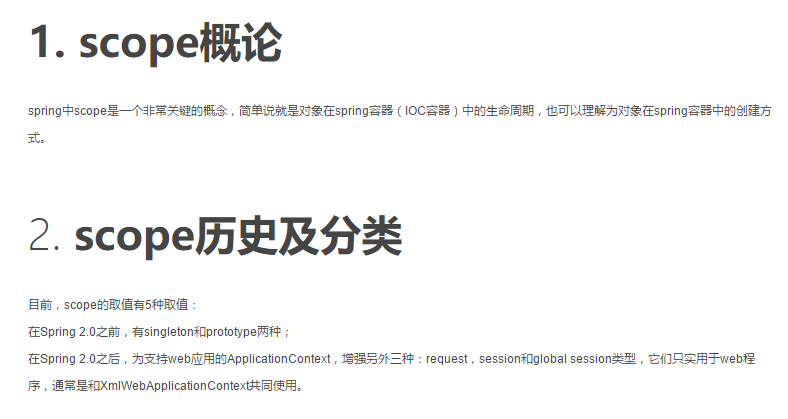 1. scope概论
spring中scope是一个非常关键的概念，简单说就是对象在spring容器（IOC容器）中的生命周期，也可以理解为对象在spring容器中的创建方
式。
2. scope历史及分类
目前，scope的取值有5种取值：
在Spring 2.0之前，有singleton和prototype两种；
在Spring 2.0之后，为支持web应用的ApplicationContext，增强另外三种：request，session和global session类型，它们只实用于web程
序，通常是和XmlWebApplicationContext共同使用。